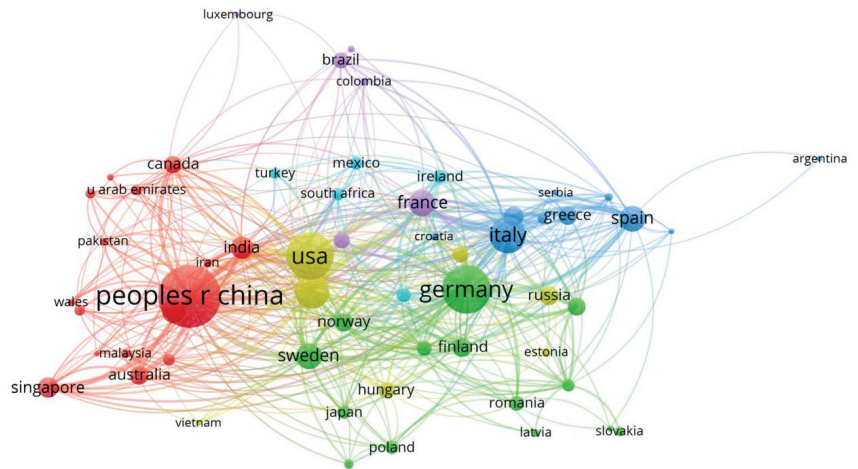 luxembourg
brazil
colombia
canada
turkey
mexico
ireland
argentina
u arab emirates
south africa
france
serbia
greece
spain
pakistan
india
iran
usa
croatia
italy
wales
peoples r china
germany
russia
norway
malaysia
sweden
finland
estonia
singapore
australia
hungary
vietnam
japan
romania
poland
latvia
slovakia